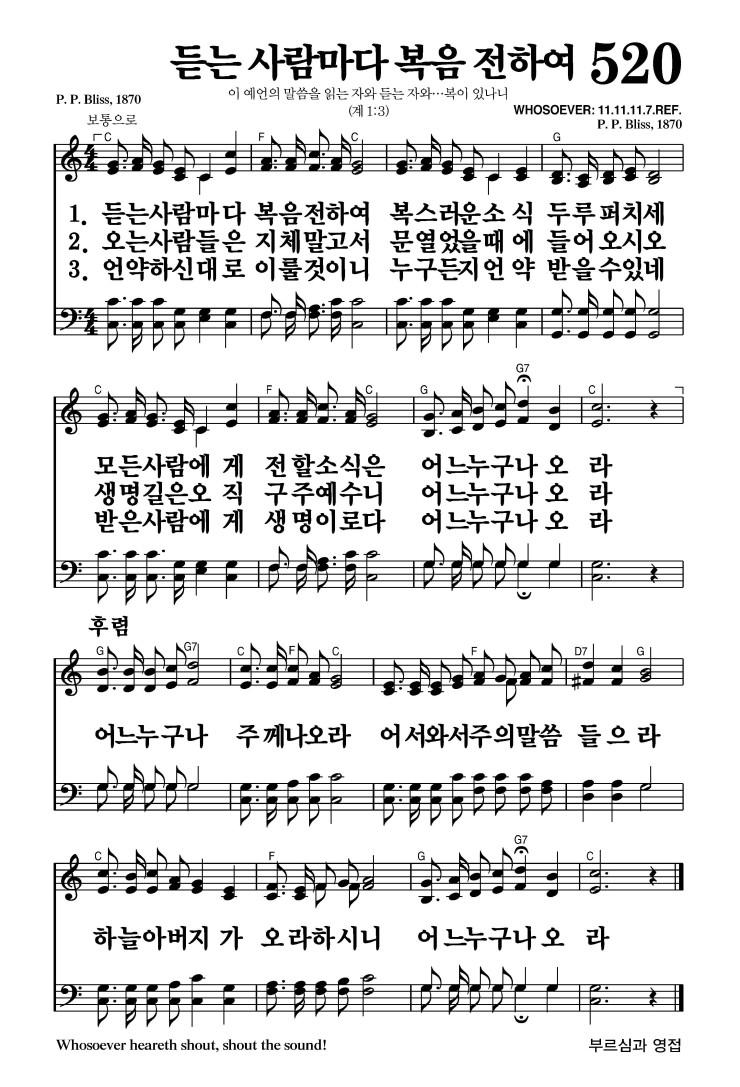 듣는 사람마다 복음 전하여 520
이 예언의 말씀을 읽는 자와 듣는 자와…복이 있나니
(계 1:3)
P. P. Bliss, 1870
WHOSOEVER: 11.11.11.7.REF.
P. P. Bliss, 1870
보통으로
C F C G
4/4
1. 듣는사람마다 복음전하여 복스러운소식 두루퍼치세
2. 오는사람들은 지체말고서 문열었을때에 들어오시오
3. 언약하신대로 이룰것이니 누구든지언약 받을수있네
4/4
C F C G G7 C
모든사람에게 전할소식은 어느누구나오라
생명길은오직 구주예수니 어느누구나오라
받은사람에게 생명이로다 어느누구나오라
후렴
G G7 C F C F D7 G
어느누구나 주께나오라 어서와서주의말씀들으라
C F G G7 C
하늘아버지가 오라하시니 어느누구나오라
Whosoever heareth shout, shout the sound!
부르심과 영접